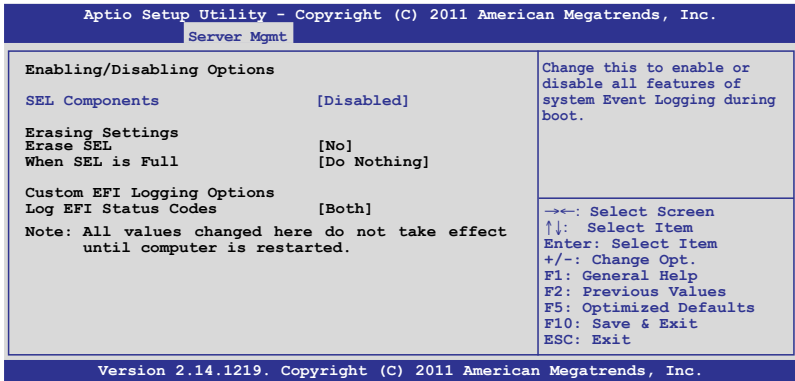 Aptio Setup Utility - Copyright (C) 2011 American Megatrends, Inc.
Server Mgmt
Enabling/Disabling Options
SEL Components [Disabled]
Erasing Settings
Erase SEL [No]
When SEL is Full [Do Nothing]
Custom EFI Logging Options
Log EFI Status Codes [Both]
Note: All values changed here do not take effect
until computer is restarted.
Change this to enable or
disable all features of
system Event Logging during
boot.
→←: Select Screen
↑↓: Select Item
Enter: Select Item
+/-: Change Opt.
F1: General Help
F2: Previous Values
F5: Optimized Defaults
F10: Save & Exit
ESC: Exit
Version 2.14.1219. Copyright (C) 2011 American Megatrends, Inc.